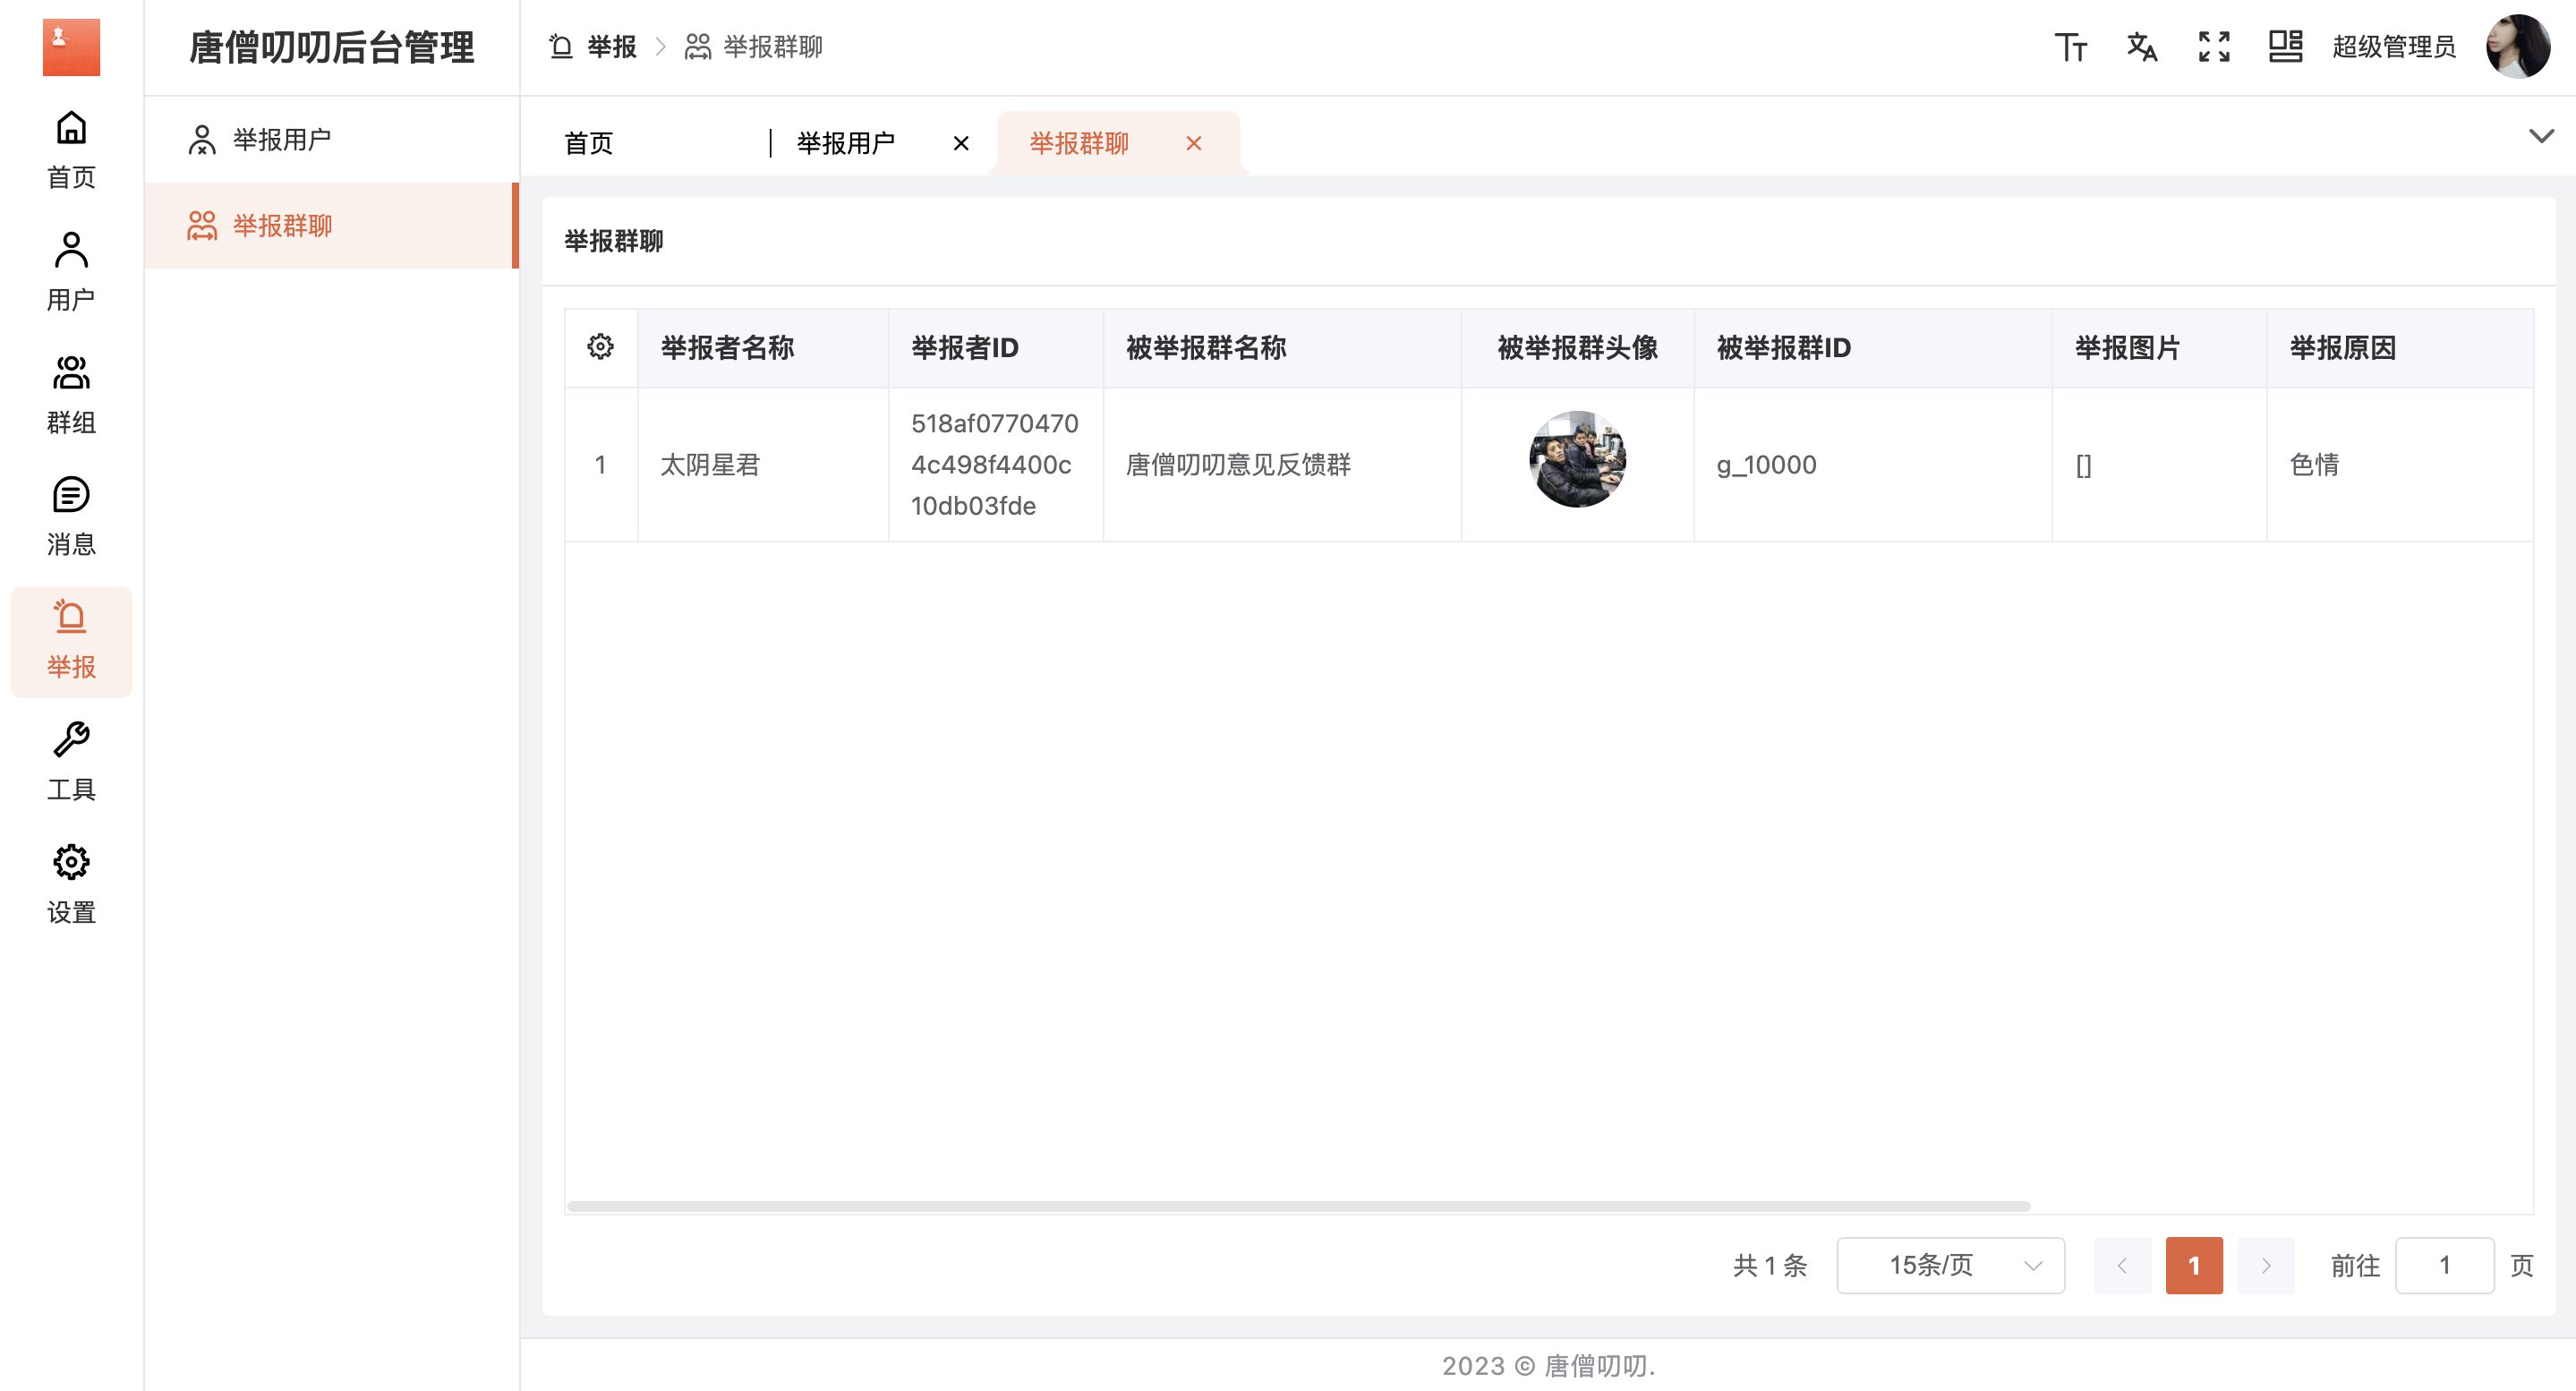 唐僧叨叨后台管理
举报
举报群聊
超级管理员
首页
用户
群组
消息
举报
工具
设置
举报用户
举报群聊
首页
举报用户
举报群聊
举报群聊
举报者名称
举报者ID
被举报群名称
被举报群头像
被举报群ID
举报图片
举报原因
1
太阴星君
518af0770470
4c498f4400c
10db03fde
唐僧叨叨意见反馈群
g_10000
[]
色情
共 1 条
15条/页
1
前往
1
页
2023 © 唐僧叨叨.